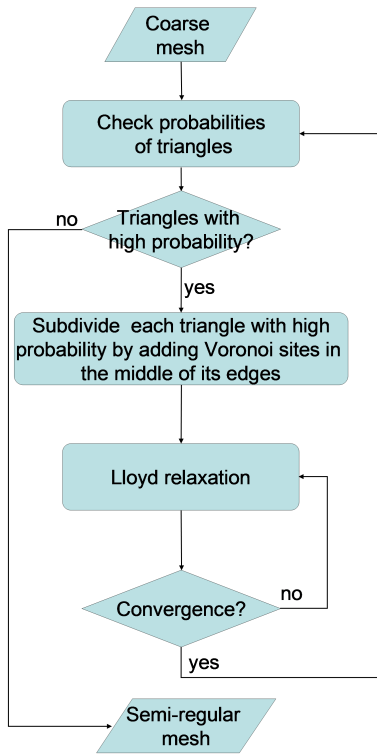 Coarse
mesh
Check probabilities
of triangles
no
Triangles with
high probability?
yes
Subdivide each triangle with high
probability by adding Voronoi sites in
the middle of its edges
Lloyd relaxation
no
Convergence?
yes
Semi-regular
mesh